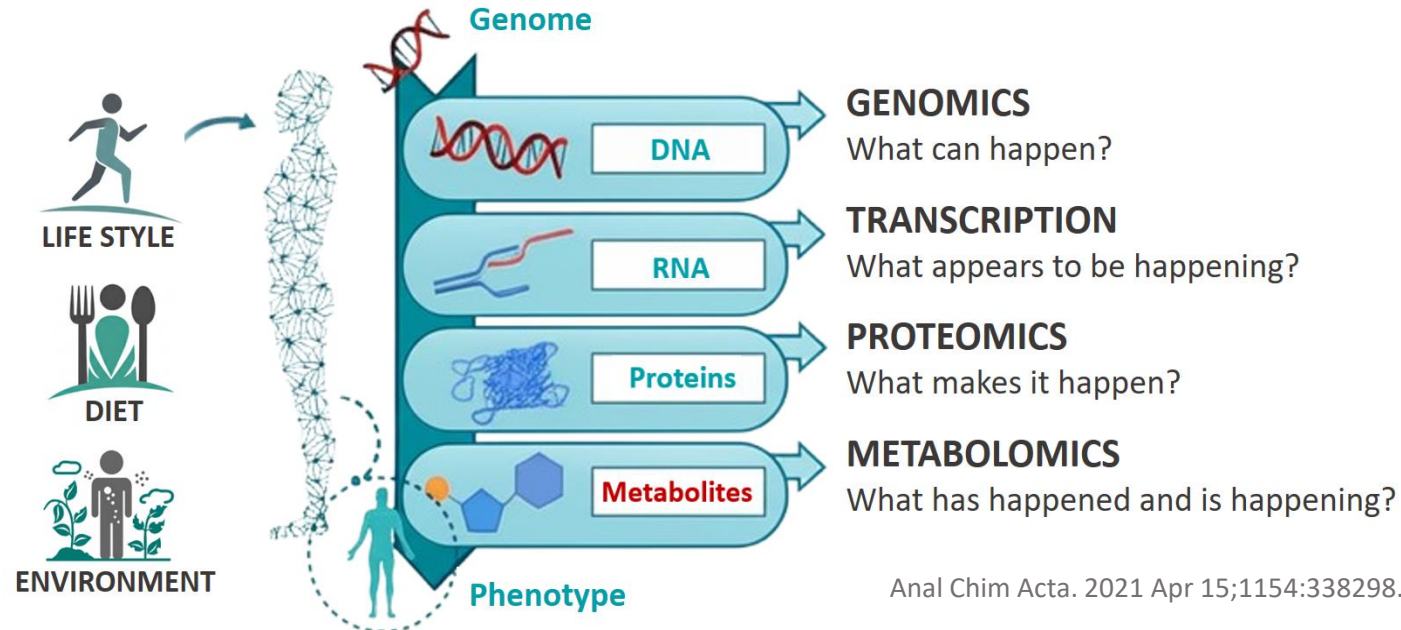 Genome
LIFE STYLE
DIET
ENVIRONMENT
DNA
RNA
Proteins
Metabolites
Phenotype
GENOMICS
What can happen?
TRANSCRIPTION
What appears to be happening?
PROTEOMICS
What makes it happen?
METABOLOMICS
What has happened and is happening?
Anal Chim Acta. 2021 Apr 15;1154:338298.